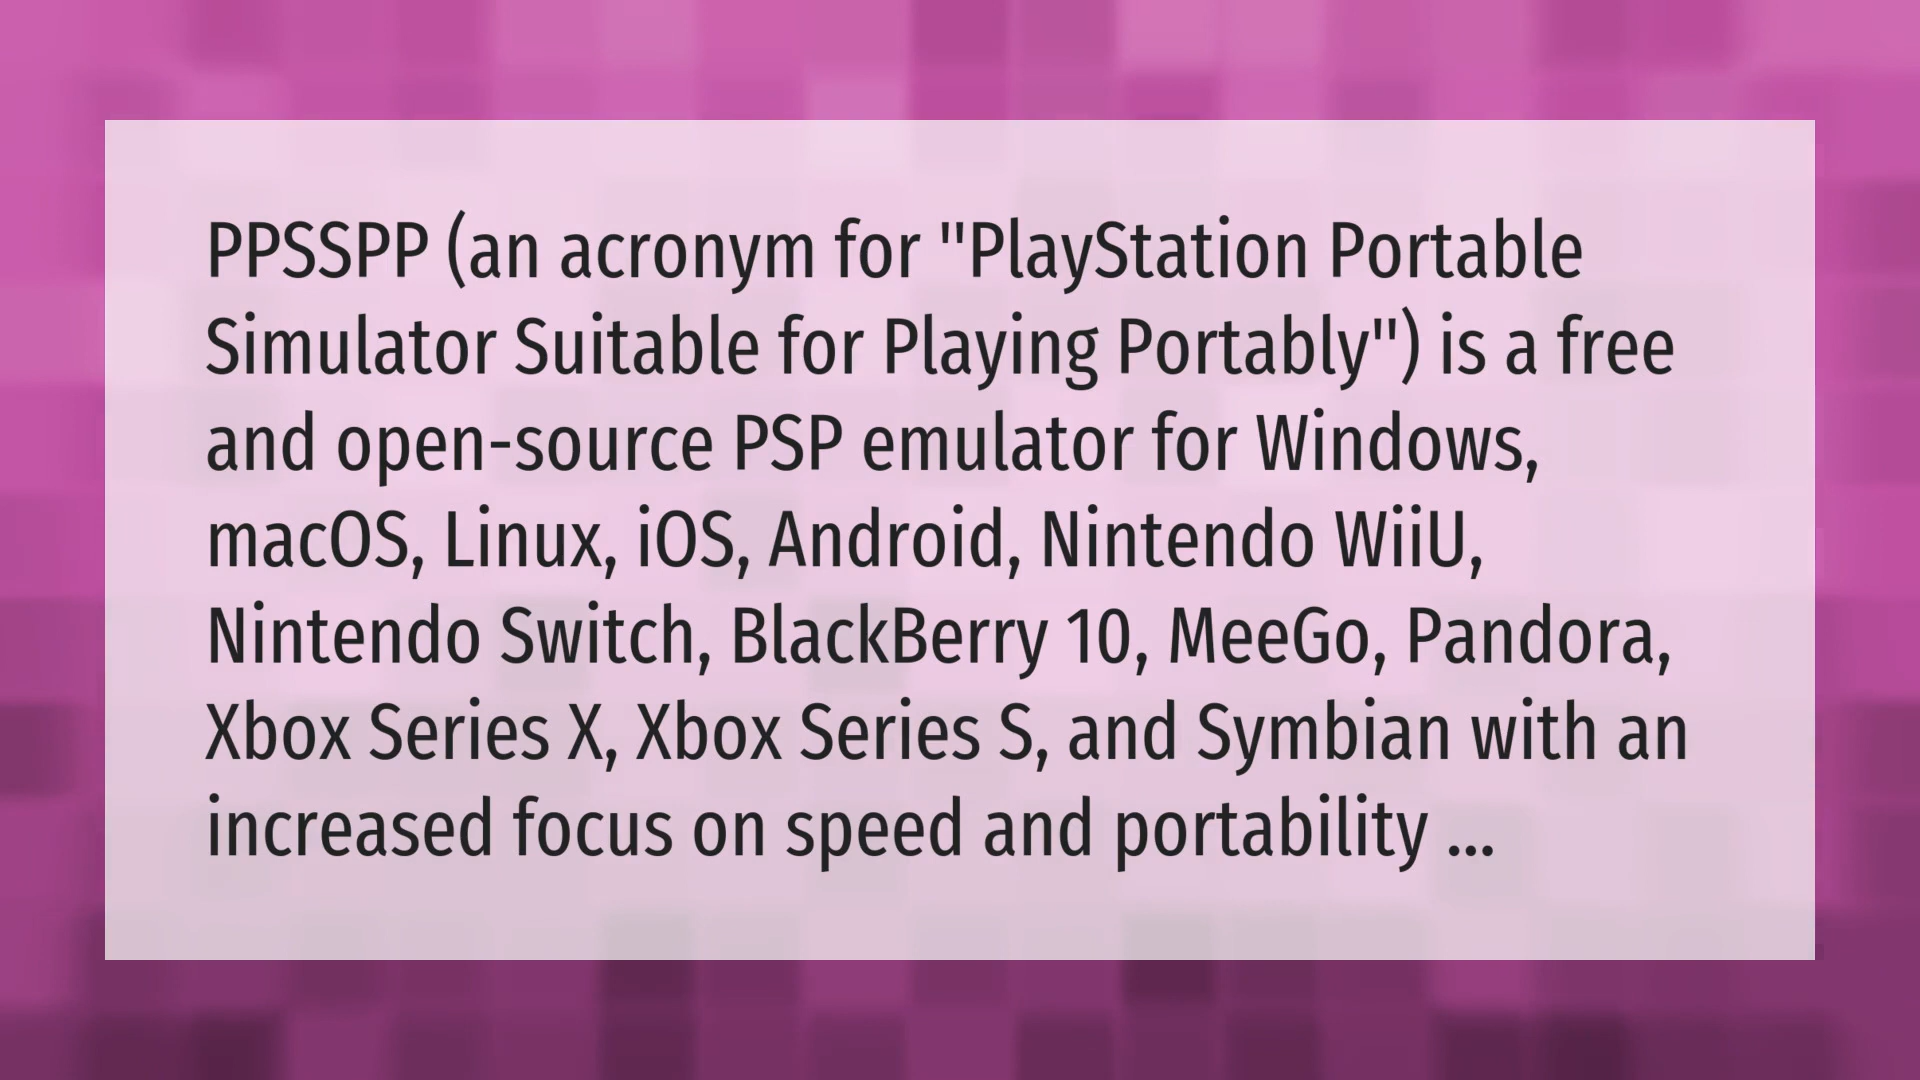 PPSSPP (an acronym for "PlayStation Portable
Simulator Suitable for Playing Portably") is a free
and open-source PSP emulator for Windows,
macOS, Linux, iOS, Android, Nintendo WiiU,
Nintendo Switch, BlackBerry 10, MeeGo, Pandora,
Xbox Series X, Xbox Series S, and Symbian with an
increased focus on speed and portability ...